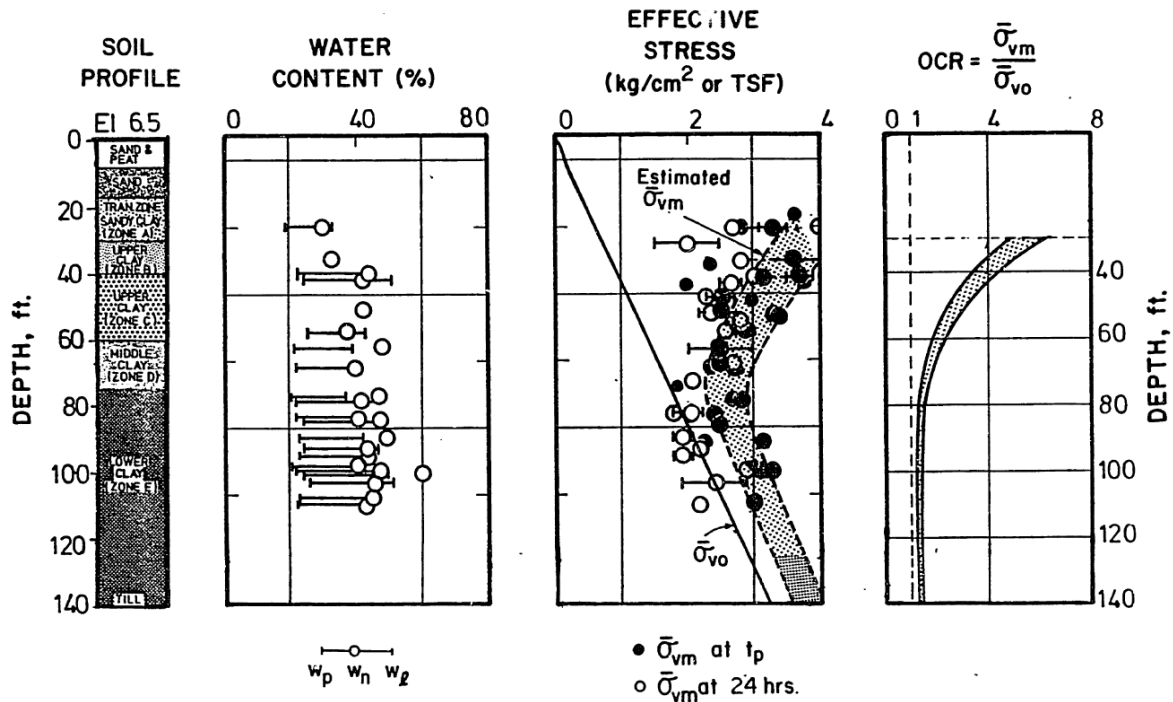 SOIL
PROFILE
WATER
CONTENT (%)
EFFECTIVE
STRESS
(kg/cm² or TSF)
OCR = σ̄vm / σ̄vo
El 6.5
0 40 80
0 2 4
0 1 4 8
0
20
40
60
80
100
120
140
DEPTH, ft.
SAND &
PEAT
SAND
TRAN. ZONE
SANDY CLAY
(ZONE A)
UPPER
CLAY
(ZONE B)
UPPER
CLAY
(ZONE C)
MIDDLE
CLAY
(ZONE D)
LOWER
CLAY
(ZONE E)
TILL
Estimated
σ̄vm
σ̄vo
40
60
80
100
120
140
DEPTH, ft.
wp wn wℓ
σ̄vm at tp
σ̄vm at 24 hrs.